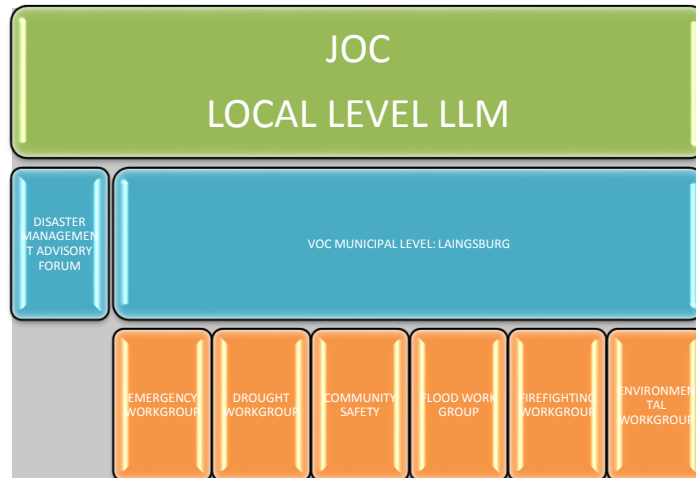 JOC
LOCAL LEVEL LLM
DISASTER
MANAGEMEN
T ADVISORY
FORUM
VOC MUNICIPAL LEVEL: LAINGSBURG
EMERGENCY
WORKGROUP
DROUGHT
WORKGROUP
COMMUNITY
SAFETY
FLOOD WORK
GROUP
FIREFIGHTING
WORKGROUP
ENVIRONMEN
TAL
WORKGROUP